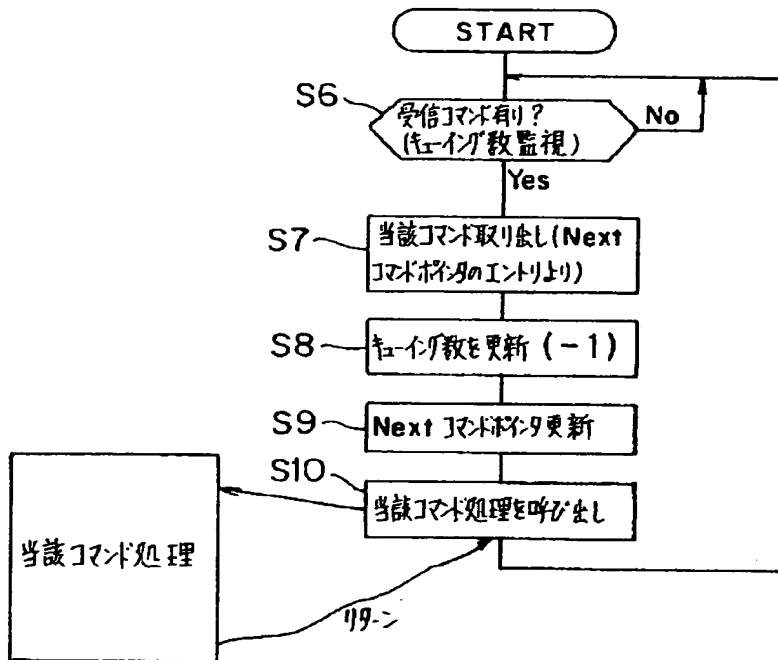 START
S6
受信コマンド有り?
(キューイング数監視)
No
Yes
S7
当該コマンド取り出し(Next
コマンドポインタのエントリより)
S8
キューイング数を更新 (-1)
S9
Next コマンドポインタ更新
S10
当該コマンド処理を呼び出し
当該コマンド処理
リターン